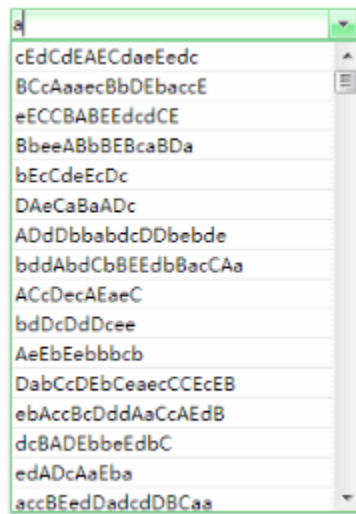 a
cEdCdEAECdaeEedc
BCcAaaecBbDEbaccE
eECCBABEEdcdCE
BbeeABbBEBcaBDa
bEcCdeEcDc
DAeCaBaADc
ADdDbbabdcDDbebde
bddAbdCbBEEdbBacCAa
ACcDecAEaeC
bdDcDdDcee
AeEbEebbbcb
DabCcDEbCeaecCCEcEB
ebAccBcDddAaCcAEdB
dcBADEbbeEdbC
edADcAaEba
accBEedDadcdDBCaa